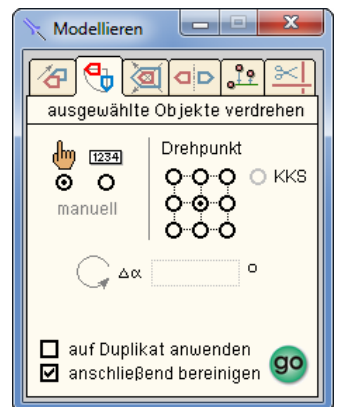 Modellieren
ausgewählte Objekte verdrehen
1234
Drehpunkt
KKS
manuell
Δα °
auf Duplikat anwenden
anschließend bereinigen
go